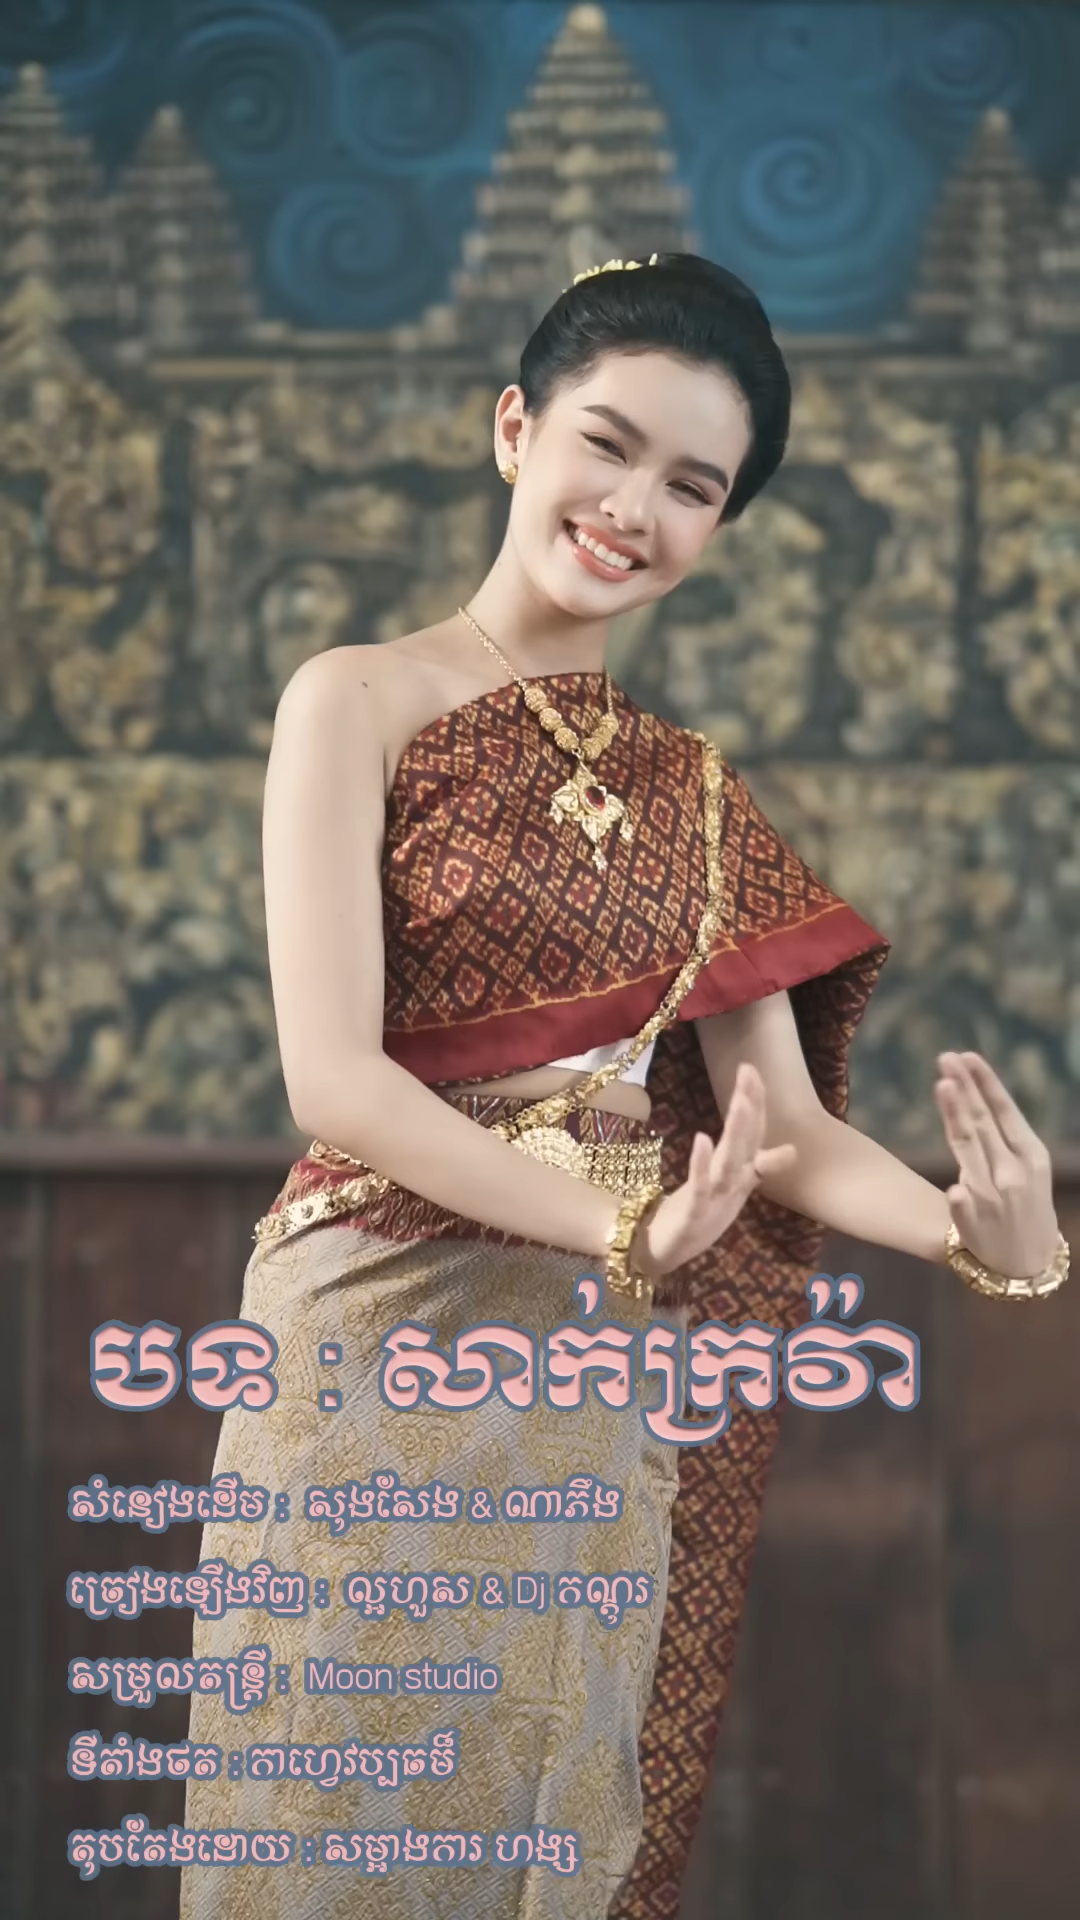 បទ : សាក់ក្រវ៉ា
សំនៀងដើម : សុងសែង & ណាភឹង
ច្រៀងឡើងវិញ : ល្អហួស & Dj កណ្ដុរ
សម្រួលតន្ត្រី : Moon studio
ទីតាំងថត : កាហ្វេវប្បធម៌
តុបតែងដោយ : សម្អាងការ ហង្ស